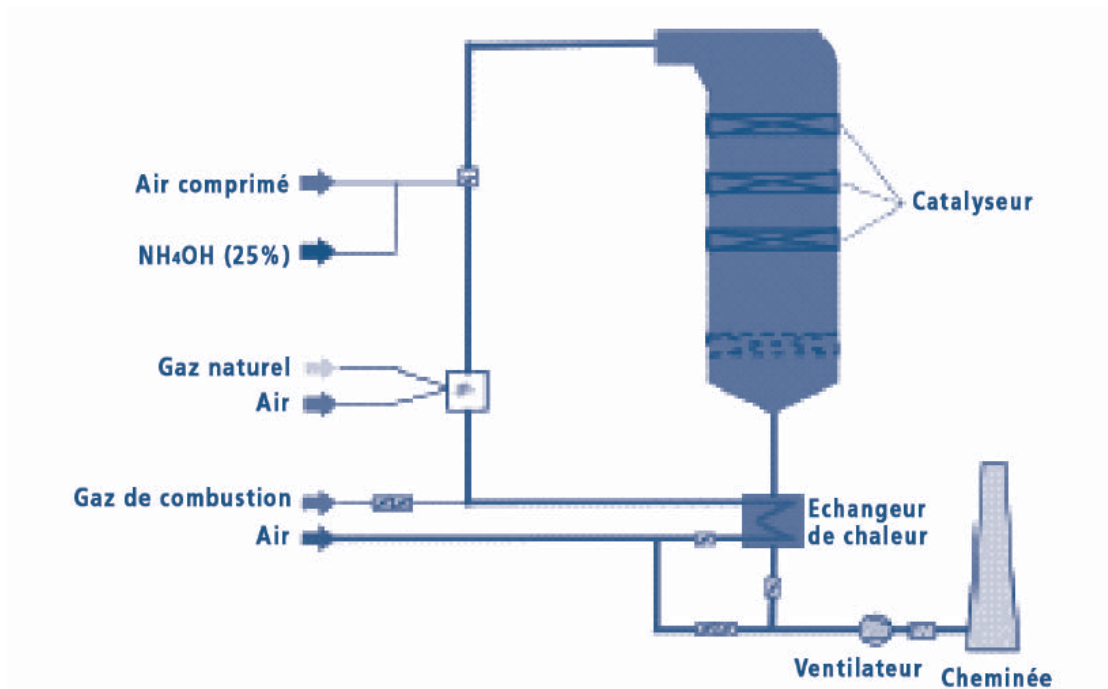 Air comprimé
NH4OH (25%)
Catalyseur
Gaz naturel
Air
Gaz de combustion
Air
Echangeur
de chaleur
Ventilateur
Cheminée